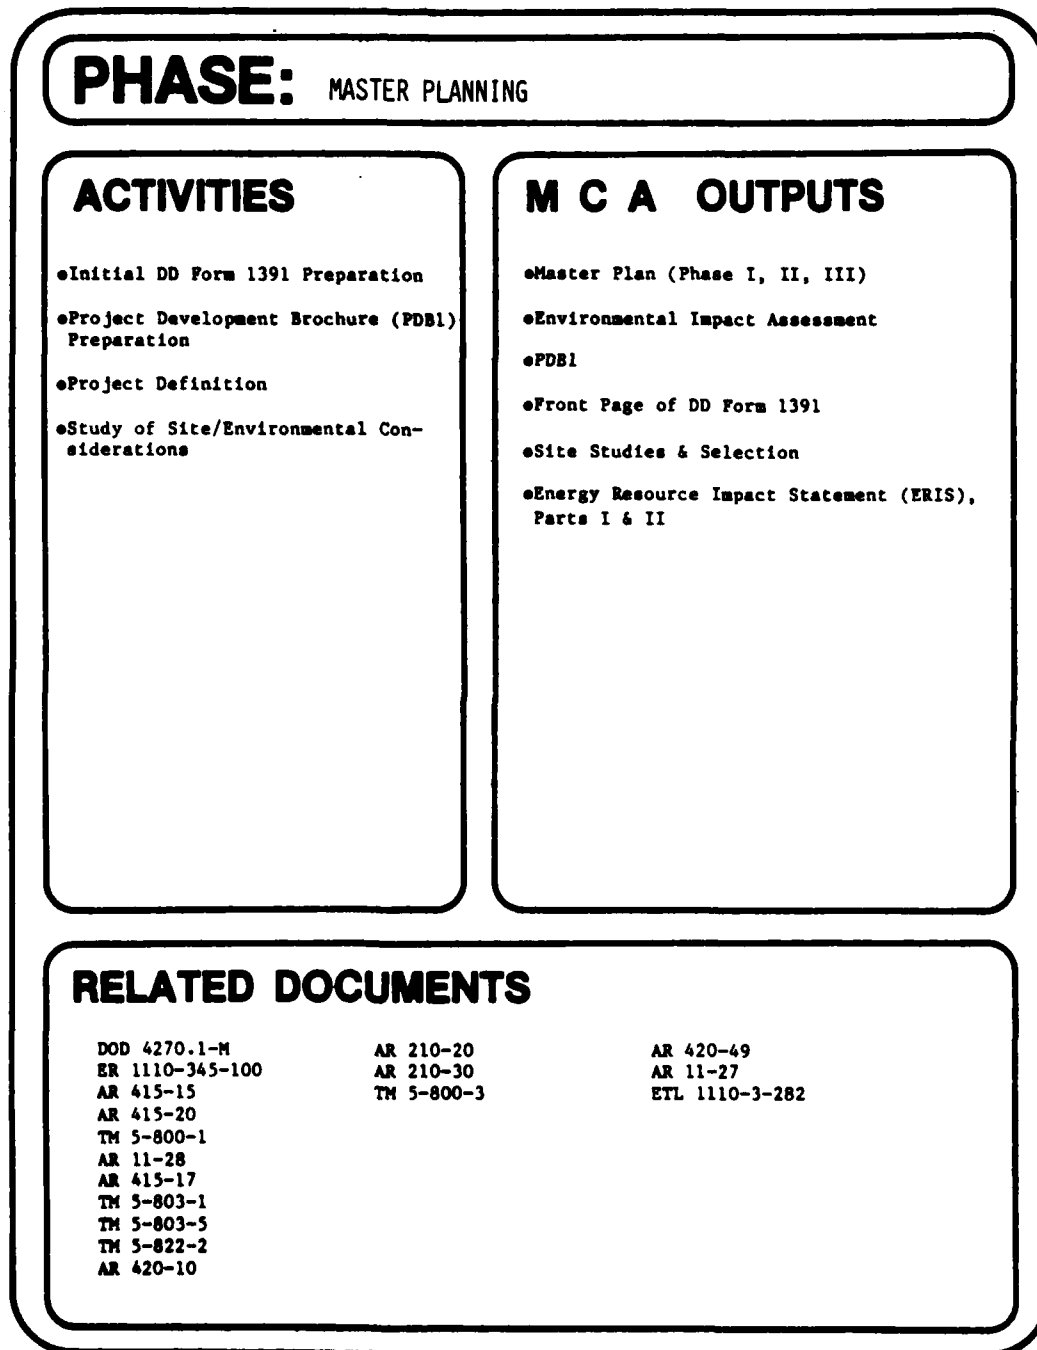 PHASE: MASTER PLANNING
ACTIVITIES
●Initial DD Form 1391 Preparation
●Project Development Brochure (PDB1)
Preparation
●Project Definition
●Study of Site/Environmental Con-
siderations
M C A OUTPUTS
●Master Plan (Phase I, II, III)
●Environmental Impact Assessment
●PDB1
●Front Page of DD Form 1391
●Site Studies & Selection
●Energy Resource Impact Statement (ERIS),
Parts I & II
RELATED DOCUMENTS
DOD 4270.1-M
ER 1110-345-100
AR 415-15
AR 415-20
TM 5-800-1
AR 11-28
AR 415-17
TM 5-803-1
TM 5-803-5
TM 5-822-2
AR 420-10
AR 210-20
AR 210-30
TM 5-800-3
AR 420-49
AR 11-27
ETL 1110-3-282